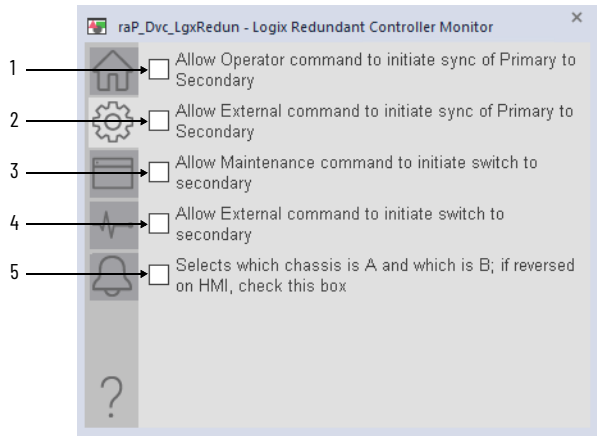 raP_Dvc_LgxRedun - Logix Redundant Controller Monitor
1
Allow Operator command to initiate sync of Primary to
Secondary
2
Allow External command to initiate sync of Primary to
Secondary
3
Allow Maintenance command to initiate switch to
secondary
4
Allow External command to initiate switch to
secondary
5
Selects which chassis is A and which is B; if reversed
on HMI, check this box
?